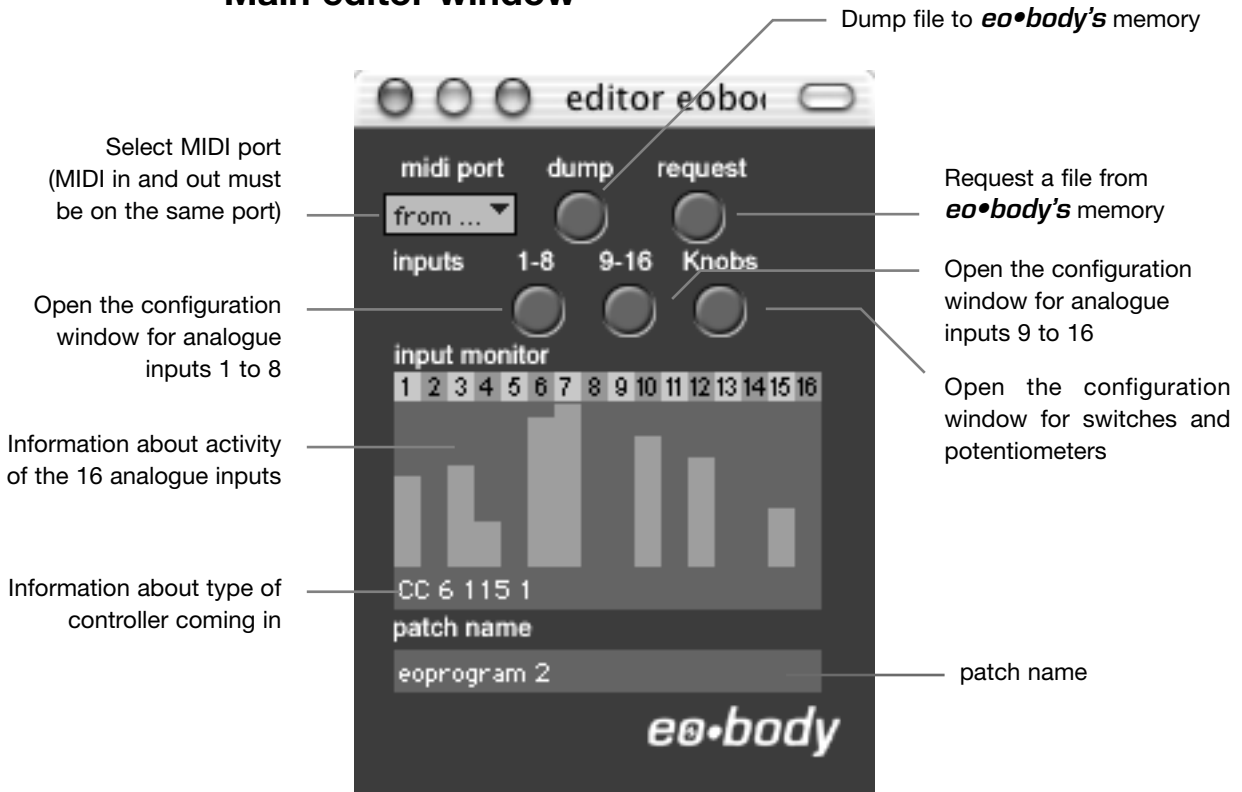 Main editor window
Dump file to eo•body's memory
editor eobo
Select MIDI port
(MIDI in and out must
be on the same port)
midi port dump request
from ...
Request a file from
eo•body's memory
inputs 1-8 9-16 Knobs
Open the configuration
window for analogue
inputs 9 to 16
Open the configuration
window for analogue
inputs 1 to 8
input monitor
1 2 3 4 5 6 7 8 9 10 11 12 13 14 15 16
Open the configuration
window for switches and
potentiometers
Information about activity
of the 16 analogue inputs
Information about type of
controller coming in
CC 6 115 1
patch name
eoprogram 2
patch name
eo•body